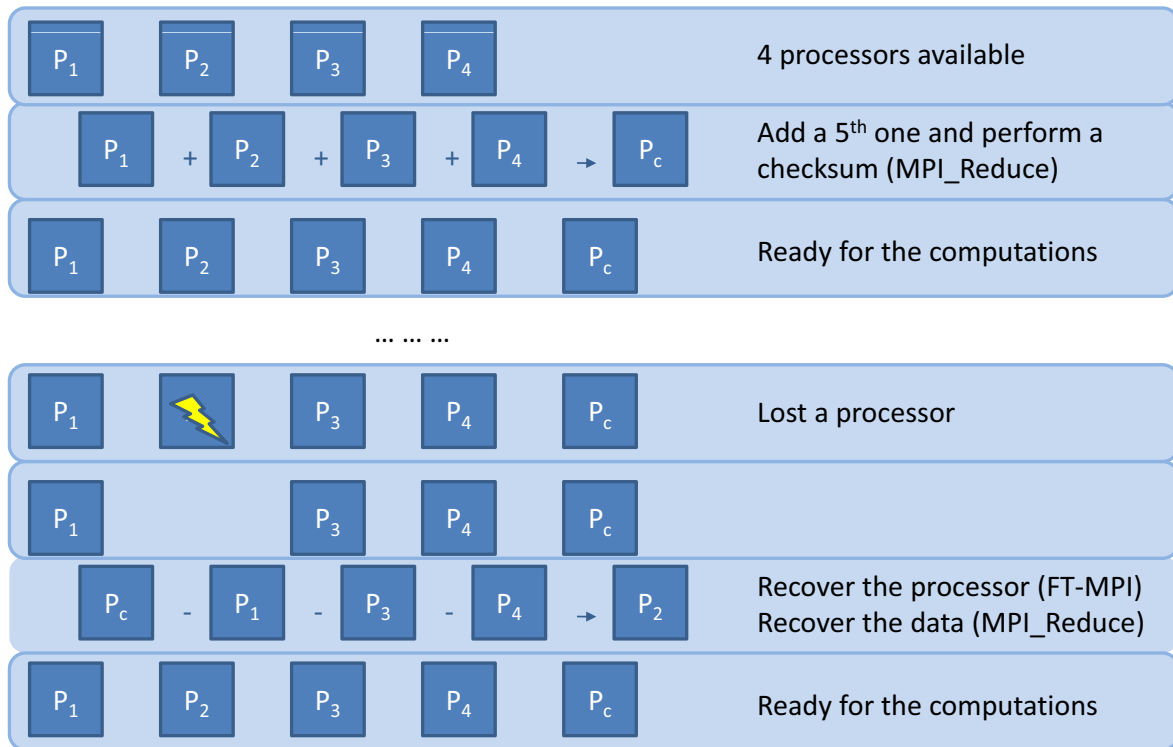 P1 P2 P3 P4 4 processors available
P1 + P2 + P3 + P4 → Pc Add a 5th one and perform a
checksum (MPI_Reduce)
P1 P2 P3 P4 Pc Ready for the computations
... ... ...
P1 P3 P4 Pc Lost a processor
P1 P3 P4 Pc
Pc - P1 - P3 - P4 → P2 Recover the processor (FT-MPI)
Recover the data (MPI_Reduce)
P1 P2 P3 P4 Pc Ready for the computations